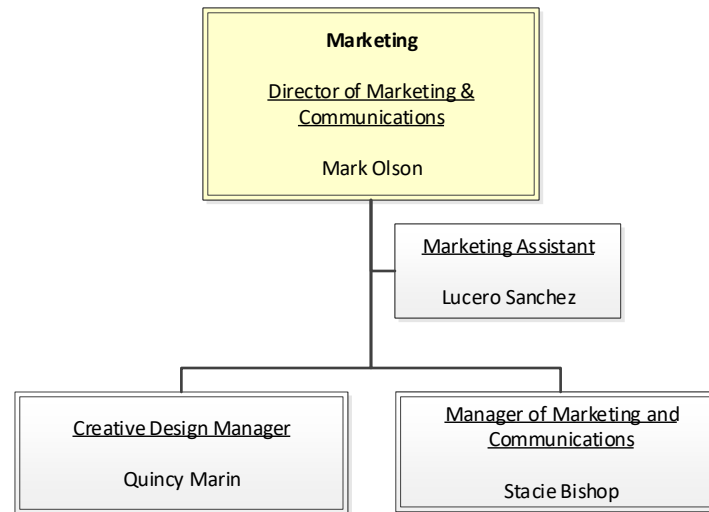 Marketing
Director of Marketing &
Communications
Mark Olson
Marketing Assistant
Lucero Sanchez
Creative Design Manager
Quincy Marin
Manager of Marketing and
Communications
Stacie Bishop